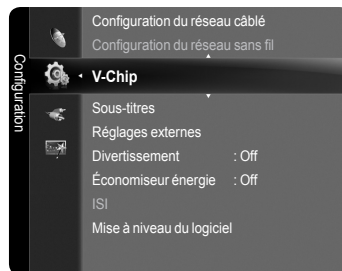 Configuration
Configuration du réseau câblé
Configuration du réseau sans fil
V-Chip
Sous-titres
Réglages externes
Divertissement : Off
Économiseur énergie : Off
ISI
Mise à niveau du logiciel